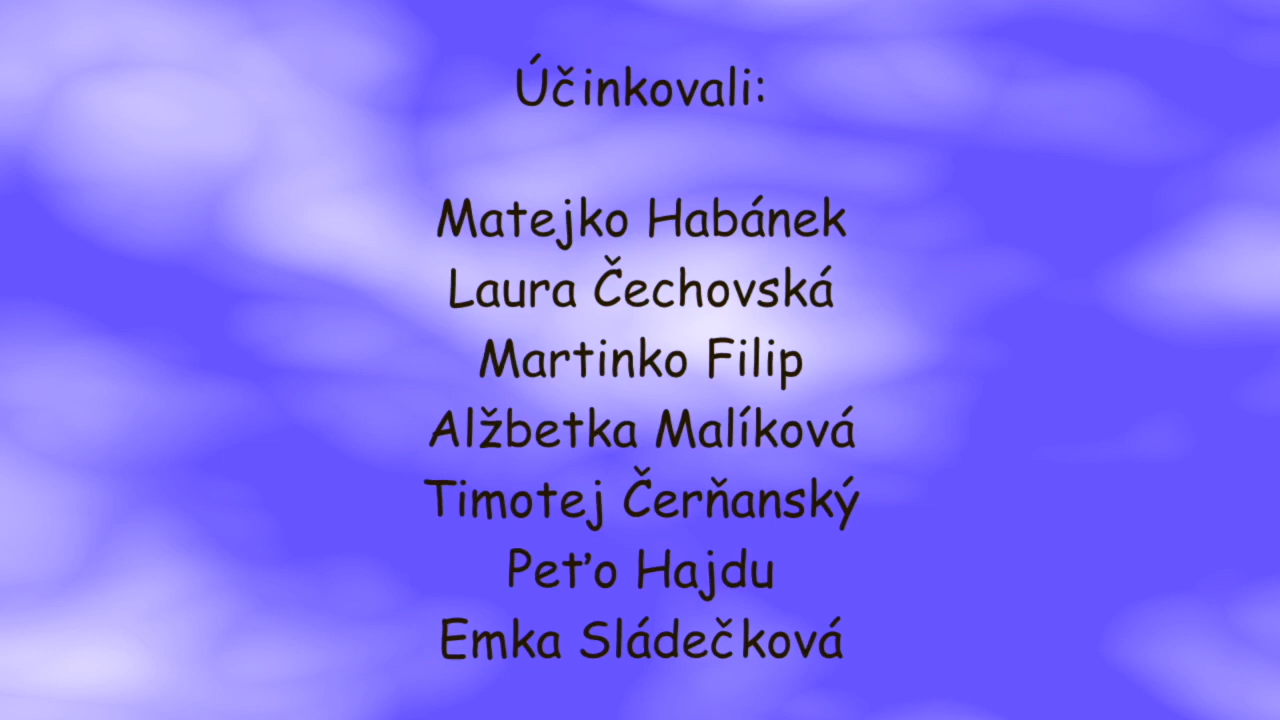 Účinkovali:
Matejko Habánek
Laura Čechovská
Martinko Filip
Alžbetka Malíková
Timotej Čerňanský
Peťo Hajdu
Emka Sládečková